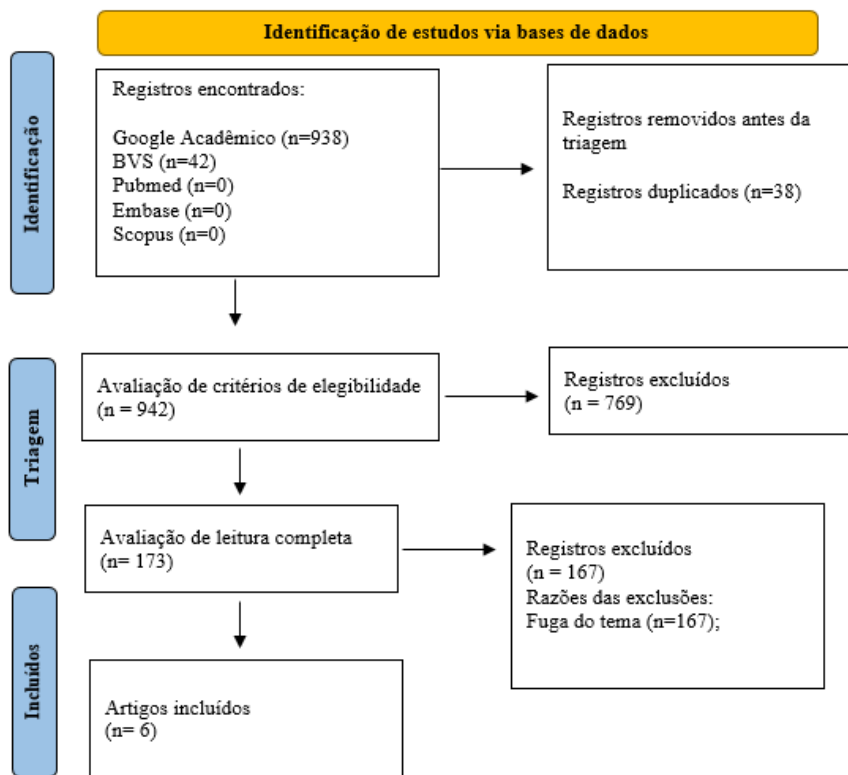 Identificação de estudos via bases de dados
Identificação
Registros encontrados:
Google Acadêmico (n=938)
BVS (n=42)
Pubmed (n=0)
Embase (n=0)
Scopus (n=0)
Registros removidos antes da
triagem
Registros duplicados (n=38)
Triagem
Avaliação de critérios de elegibilidade
(n = 942)
Registros excluídos
(n = 769)
Avaliação de leitura completa
(n= 173)
Registros excluídos
(n = 167)
Razões das exclusões:
Fuga do tema (n=167);
Incluídos
Artigos incluídos
(n= 6)